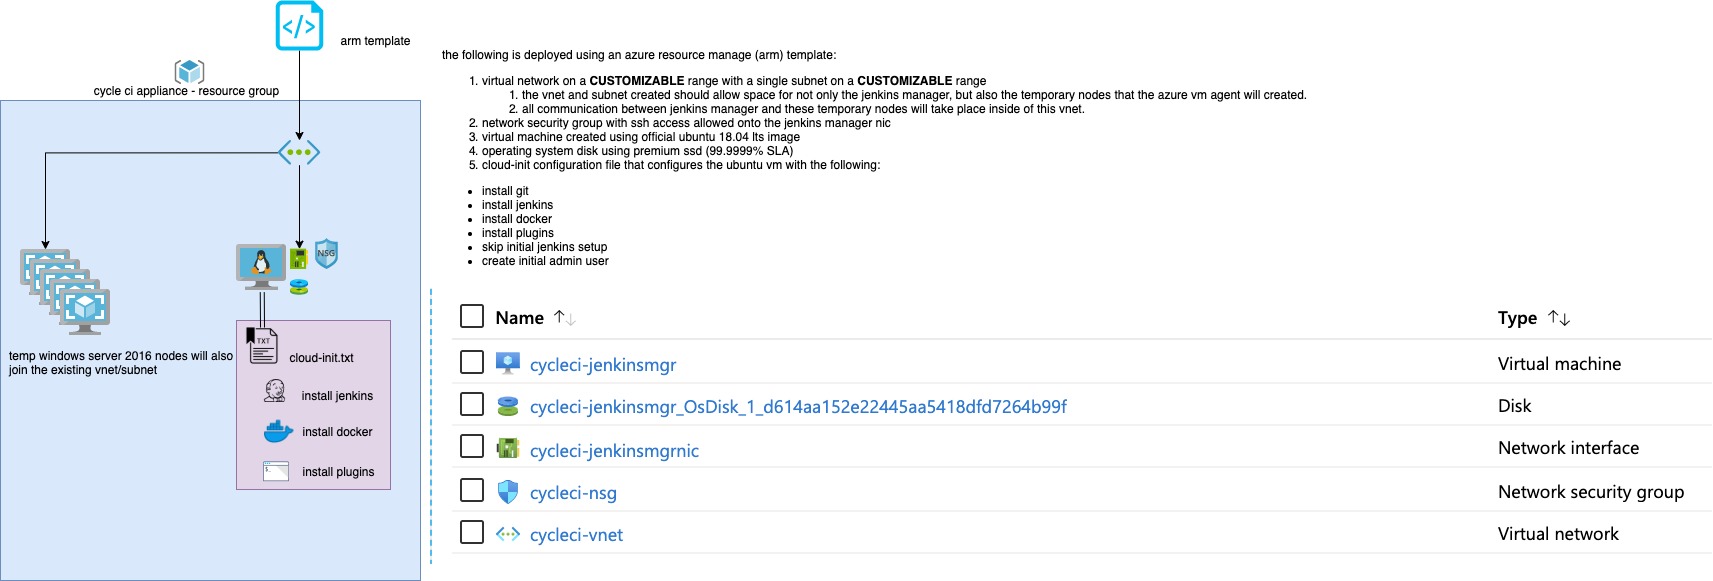 arm template
cycle ci appliance - resource group
NSG
temp windows server 2016 nodes will also
join the existing vnet/subnet
TXT
cloud-init.txt
install jenkins
install docker
$_
install plugins
the following is deployed using an azure resource manage (arm) template:
1. virtual network on a CUSTOMIZABLE range with a single subnet on a CUSTOMIZABLE range
1. the vnet and subnet created should allow space for not only the jenkins manager, but also the temporary nodes that the azure vm agent will created.
2. all communication between jenkins manager and these temporary nodes will take place inside of this vnet.
2. network security group with ssh access allowed onto the jenkins manager nic
3. virtual machine created using official ubuntu 18.04 lts image
4. operating system disk using premium ssd (99.9999% SLA)
5. cloud-init configuration file that configures the ubuntu vm with the following:
• install git
• install jenkins
• install docker
• install plugins
• skip initial jenkins setup
• create initial admin user
Name ↑↓ Type ↑↓
cycleci-jenkinsmgr Virtual machine
cycleci-jenkinsmgr_OsDisk_1_d614aa152e22445aa5418dfd7264b99f Disk
cycleci-jenkinsmgrnic Network interface
cycleci-nsg Network security group
cycleci-vnet Virtual network